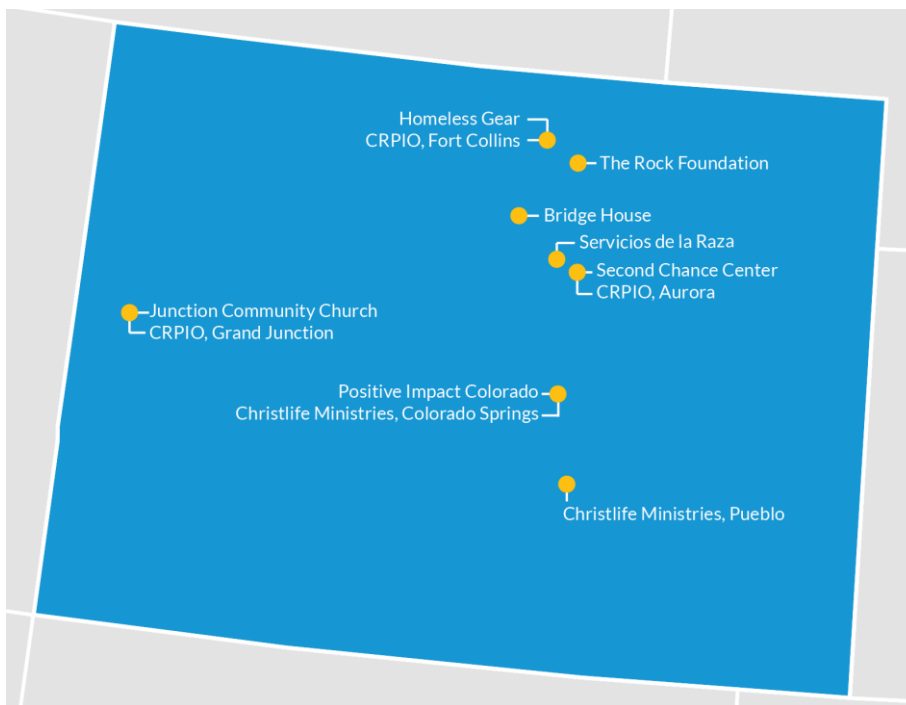 Homeless Gear
CRPIO, Fort Collins
The Rock Foundation
Bridge House
Servicios de la Raza
Second Chance Center
CRPIO, Aurora
Junction Community Church
CRPIO, Grand Junction
Positive Impact Colorado
Christlife Ministries, Colorado Springs
Christlife Ministries, Pueblo